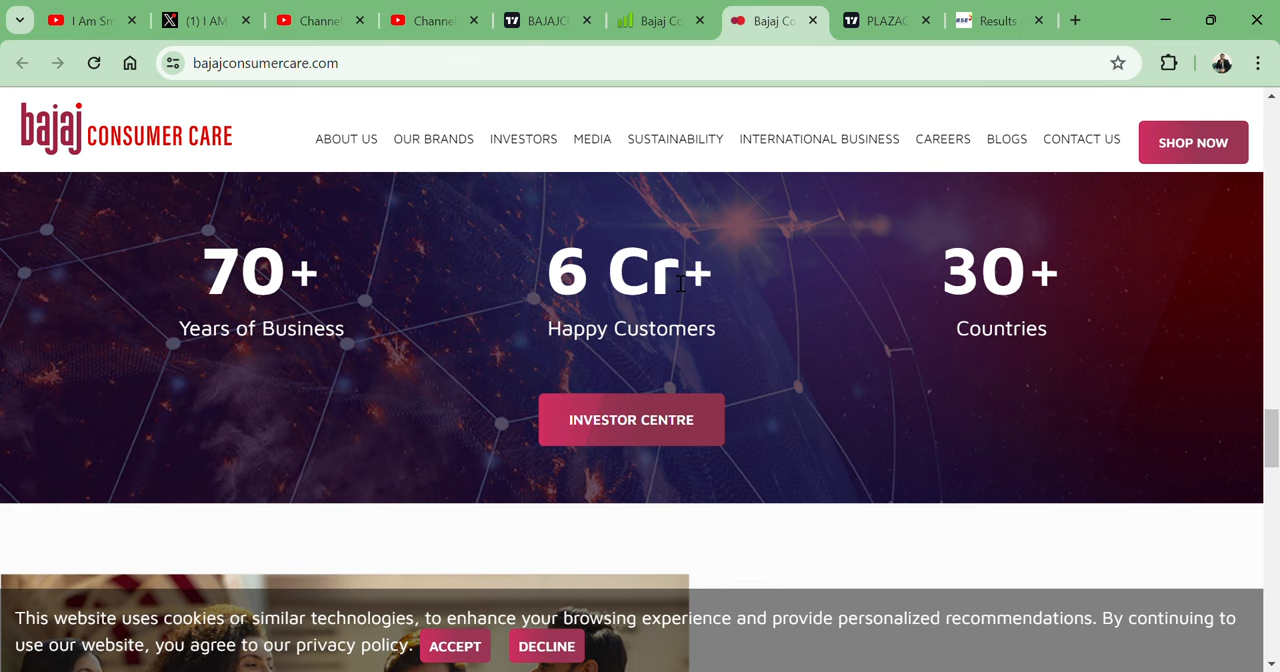 I Am Sm
(1) I AM
Channel
Channel
BAJAJC
Bajaj Co
Bajaj Co
PLAZAC
Results
bajajconsumercare.com
bajaj CONSUMER CARE
ABOUT US OUR BRANDS INVESTORS MEDIA SUSTAINABILITY INTERNATIONAL BUSINESS CAREERS BLOGS CONTACT US SHOP NOW
70+ 6 Cr+ 30+
Years of Business Happy Customers Countries
INVESTOR CENTRE
This website uses cookies or similar technologies, to enhance your browsing experience and provide personalized recommendations. By continuing to
use our website, you agree to our privacy policy. ACCEPT DECLINE